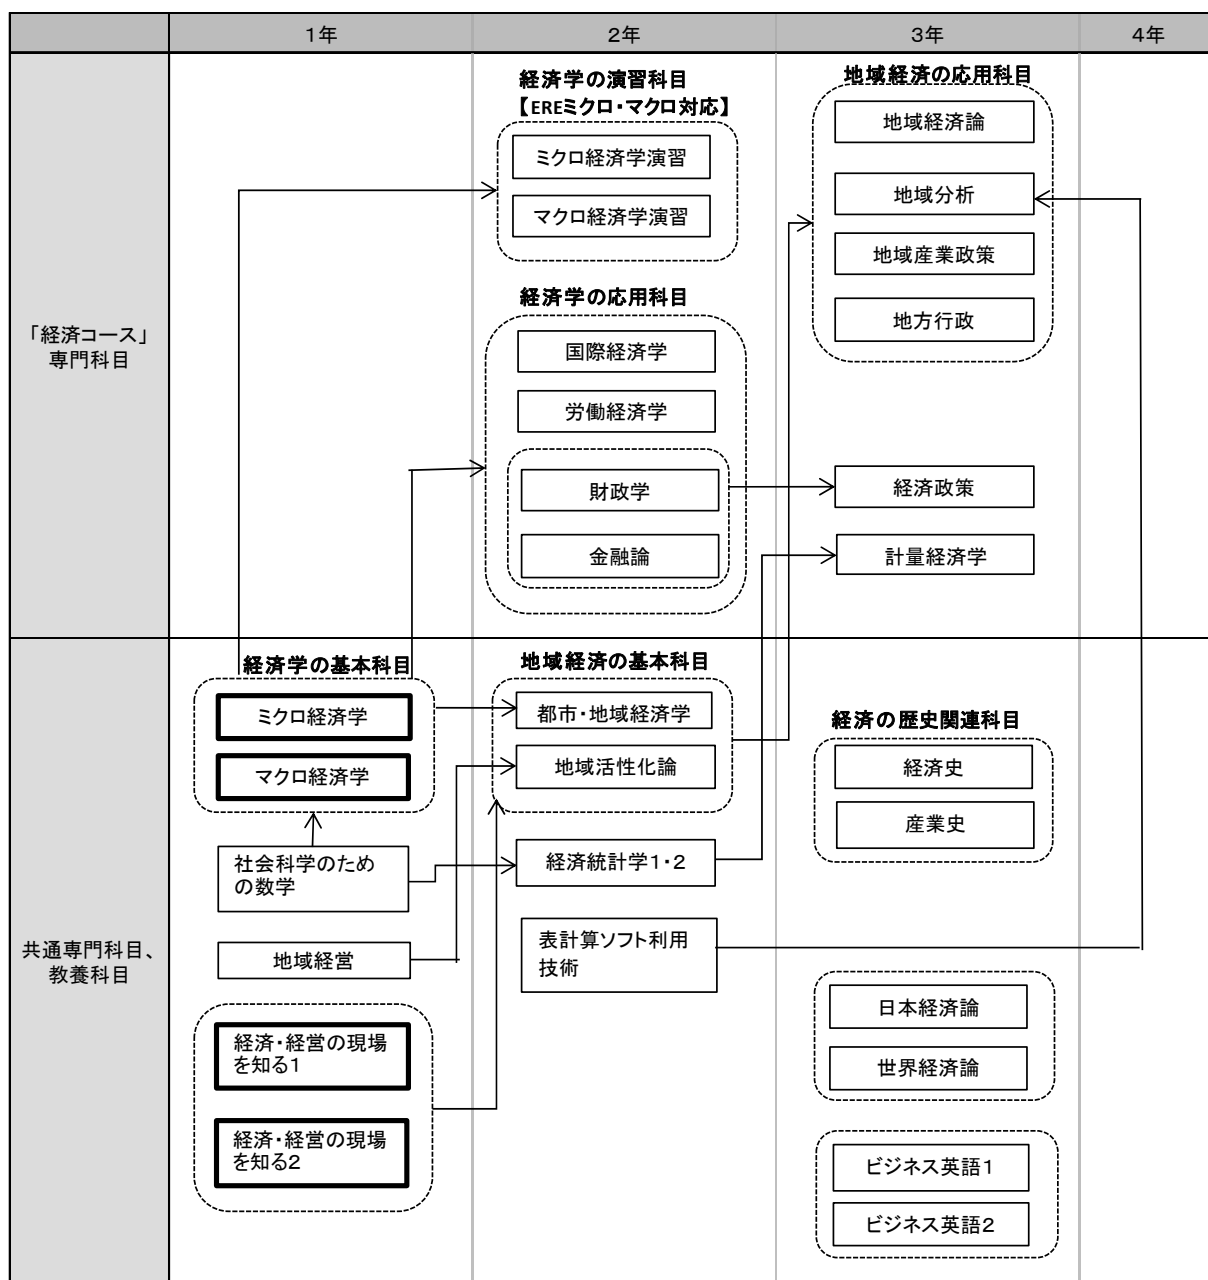 1年
2年
3年
4年
「経済コース」
専門科目
経済学の演習科目
【EREミクロ・マクロ対応】
ミクロ経済学演習
マクロ経済学演習
経済学の応用科目
国際経済学
労働経済学
財政学
金融論
地域経済の応用科目
地域経済論
地域分析
地域産業政策
地方行政
経済政策
計量経済学
共通専門科目、
教養科目
経済学の基本科目
ミクロ経済学
マクロ経済学
社会科学のため
の数学
地域経営
経済・経営の現場
を知る1
経済・経営の現場
を知る2
地域経済の基本科目
都市・地域経済学
地域活性化論
経済統計学1・2
表計算ソフト利用
技術
経済の歴史関連科目
経済史
産業史
日本経済論
世界経済論
ビジネス英語1
ビジネス英語2